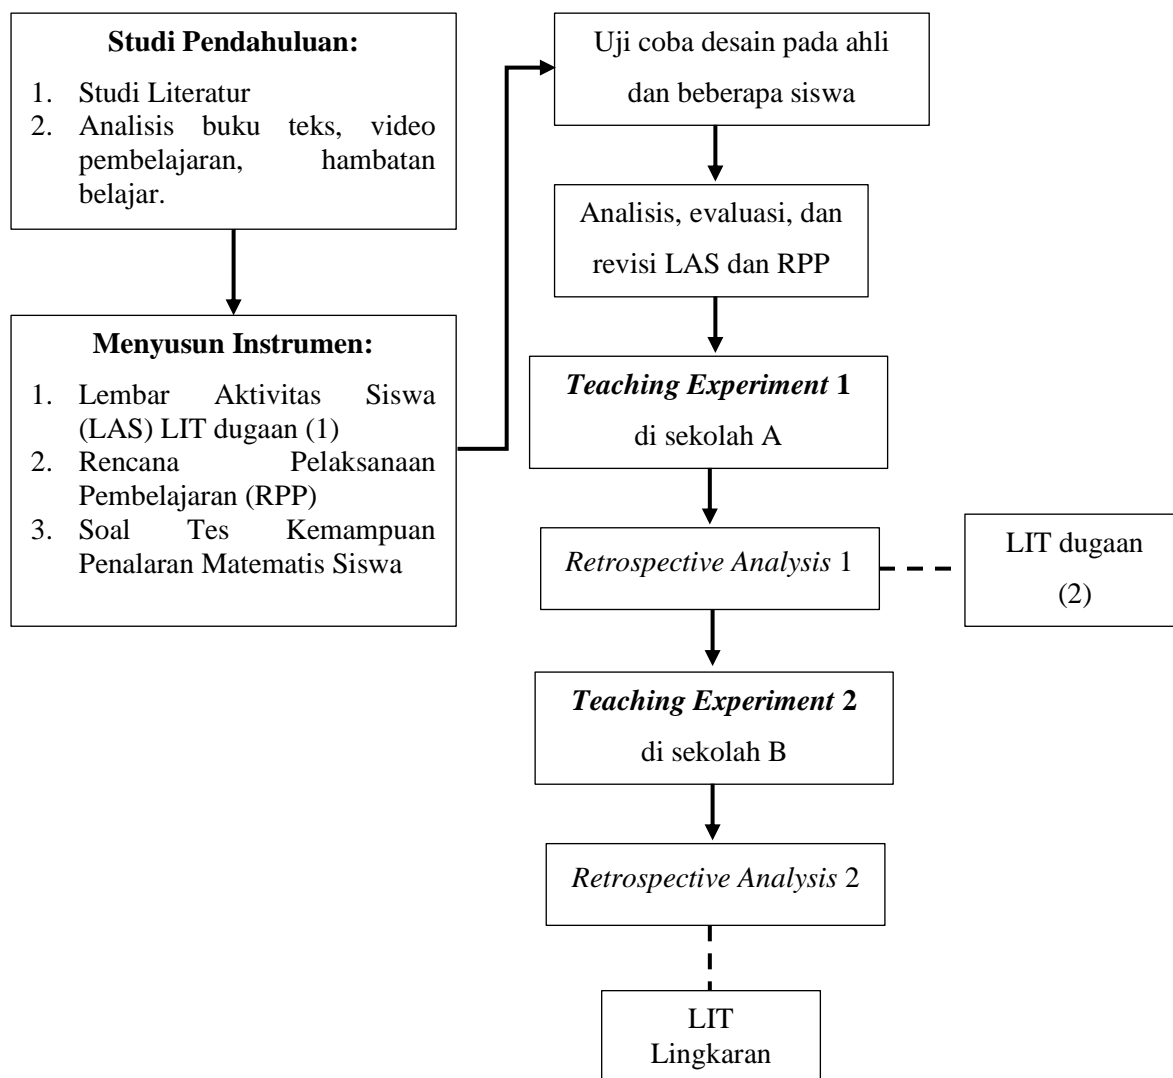 Studi Pendahuluan:
1. Studi Literatur
2. Analisis buku teks, video
pembelajaran, hambatan
belajar.
Menyusun Instrumen:
1. Lembar Aktivitas Siswa
(LAS) LIT dugaan (1)
2. Rencana Pelaksanaan
Pembelajaran (RPP)
3. Soal Tes Kemampuan
Penalaran Matematis Siswa
Uji coba desain pada ahli
dan beberapa siswa
Analisis, evaluasi, dan
revisi LAS dan RPP
Teaching Experiment 1
di sekolah A
Retrospective Analysis 1
LIT dugaan
(2)
Teaching Experiment 2
di sekolah B
Retrospective Analysis 2
LIT
Lingkaran